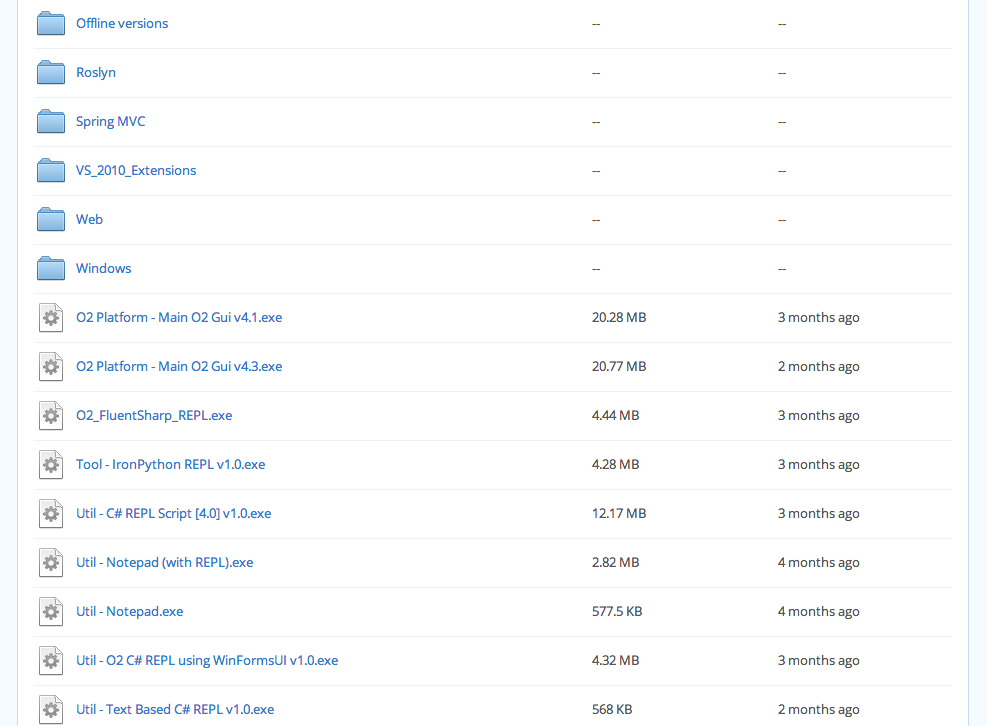 Offline versions -- --
Roslyn -- --
Spring MVC -- --
VS_2010_Extensions -- --
Web -- --
Windows -- --
O2 Platform - Main O2 Gui v4.1.exe 20.28 MB 3 months ago
O2 Platform - Main O2 Gui v4.3.exe 20.77 MB 2 months ago
O2_FluentSharp_REPL.exe 4.44 MB 3 months ago
Tool - IronPython REPL v1.0.exe 4.28 MB 3 months ago
Util - C# REPL Script [4.0] v1.0.exe 12.17 MB 3 months ago
Util - Notepad (with REPL).exe 2.82 MB 4 months ago
Util - Notepad.exe 577.5 KB 4 months ago
Util - O2 C# REPL using WinFormsUI v1.0.exe 4.32 MB 3 months ago
Util - Text Based C# REPL v1.0.exe 568 KB 2 months ago